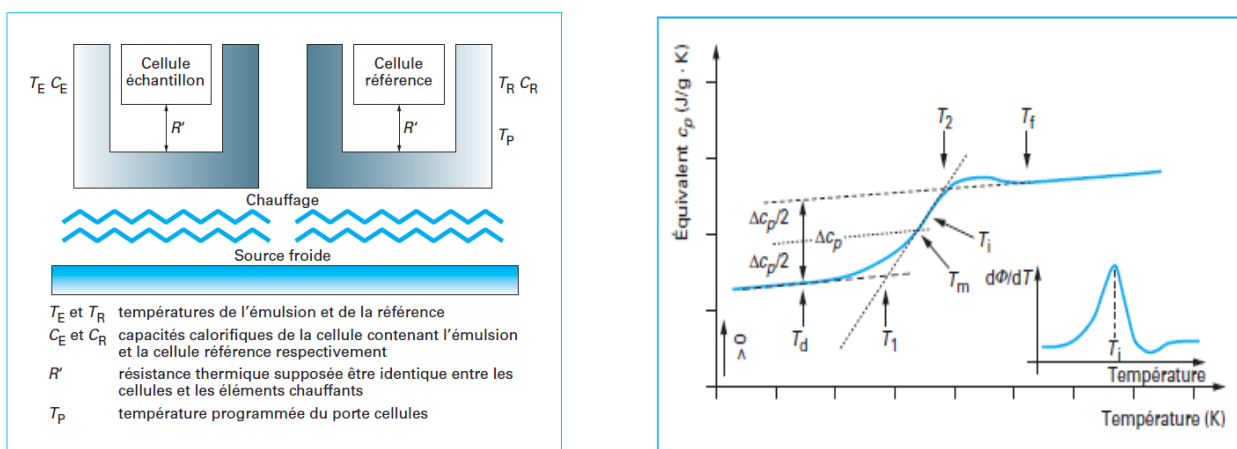 Cellule
échantillon
Cellule
référence
T_E C_E
T_R C_R
R'
R'
T_P
Chauffage
Source froide
T_E et T_R températures de l'émulsion et de la référence
C_E et C_R capacités calorifiques de la cellule contenant l'émulsion
et la cellule référence respectivement
R' résistance thermique supposée être identique entre les
cellules et les éléments chauffants
T_P température programmée du porte cellules
Équivalent c_p (J/g · K)
T_2
T_f
Δc_p/2
Δc_p
Δc_p/2
T_i
T_m
T_d
T_1
> 0
dΦ/dT
T_i
Température
Température (K)